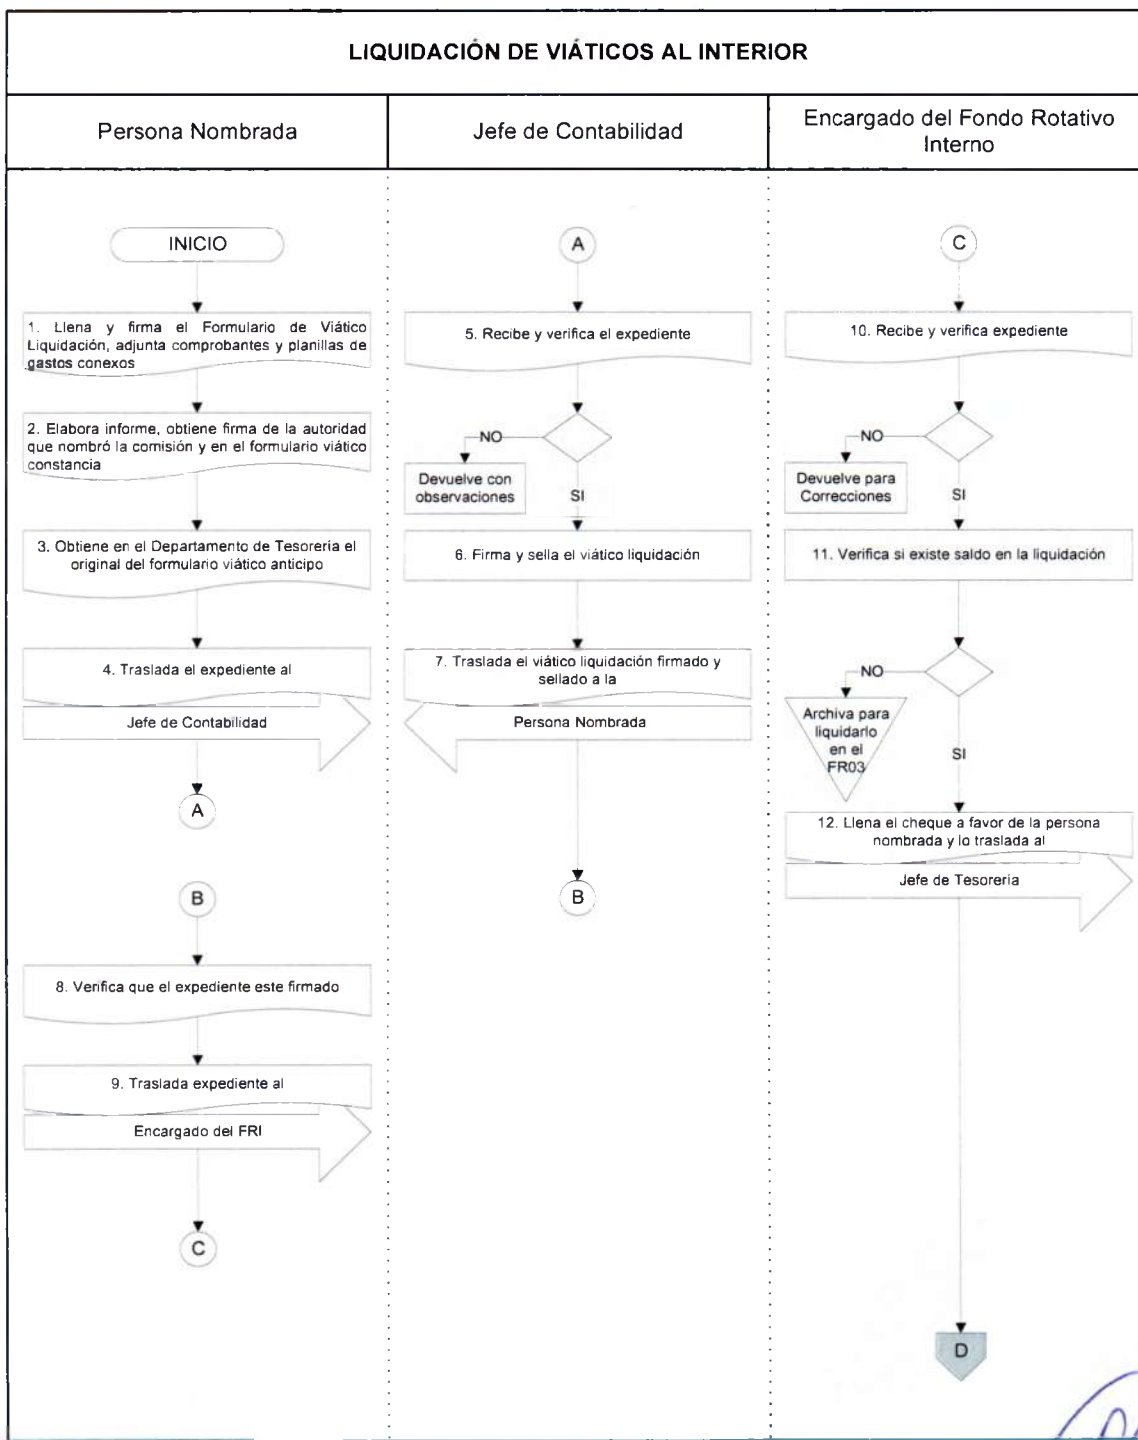 LIQUIDACIÓN DE VIÁTICOS AL INTERIOR
Persona Nombrada
Jefe de Contabilidad
Encargado del Fondo Rotativo
Interno
INICIO
1. Llena y firma el Formulario de Viático
Liquidación, adjunta comprobantes y planillas de
gastos conexos
2. Elabora informe, obtiene firma de la autoridad
que nombró la comisión y en el formulario viático
constancia
3. Obtiene en el Departamento de Tesorería el
original del formulario viático anticipo
4. Traslada el expediente al
Jefe de Contabilidad
A
B
8. Verifica que el expediente este firmado
9. Traslada expediente al
Encargado del FRI
C
A
5. Recibe y verifica el expediente
NO
Devuelve con
observaciones
SI
6. Firma y sella el viático liquidación
7. Traslada el viático liquidación firmado y
sellado a la
Persona Nombrada
B
C
10. Recibe y verifica expediente
NO
Devuelve para
Correcciones
SI
11. Verifica si existe saldo en la liquidación
NO
Archiva para
liquidarlo
en el
FR03
SI
12. Llena el cheque a favor de la persona
nombrada y lo traslada al
Jefe de Tesorería
D